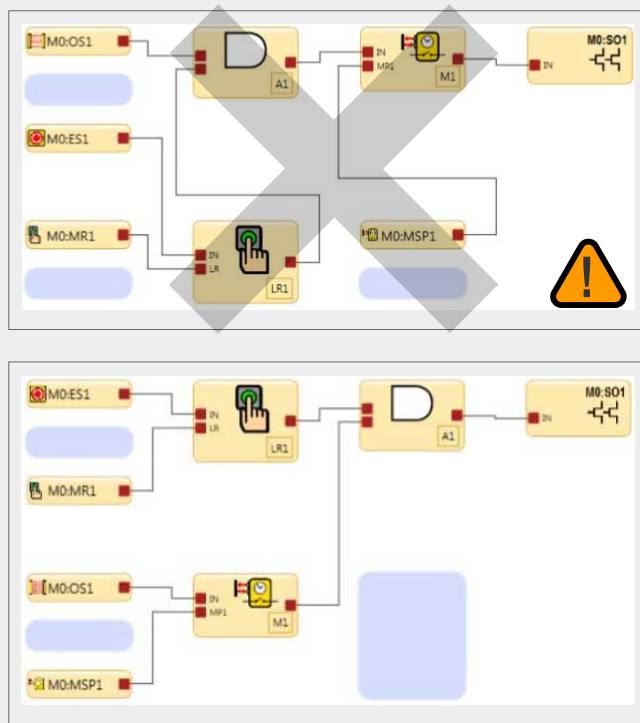 M0:OS1
A1
IN
MP1
M1
M0:SO1
IN
M0:ES1
M0:MR1
IN
LR
LR1
M0:MSP1
!
M0:ES1
IN
LR
LR1
A1
M0:SO1
IN
M0:MR1
M0:OS1
IN
MP1
M1
M0:MSP1